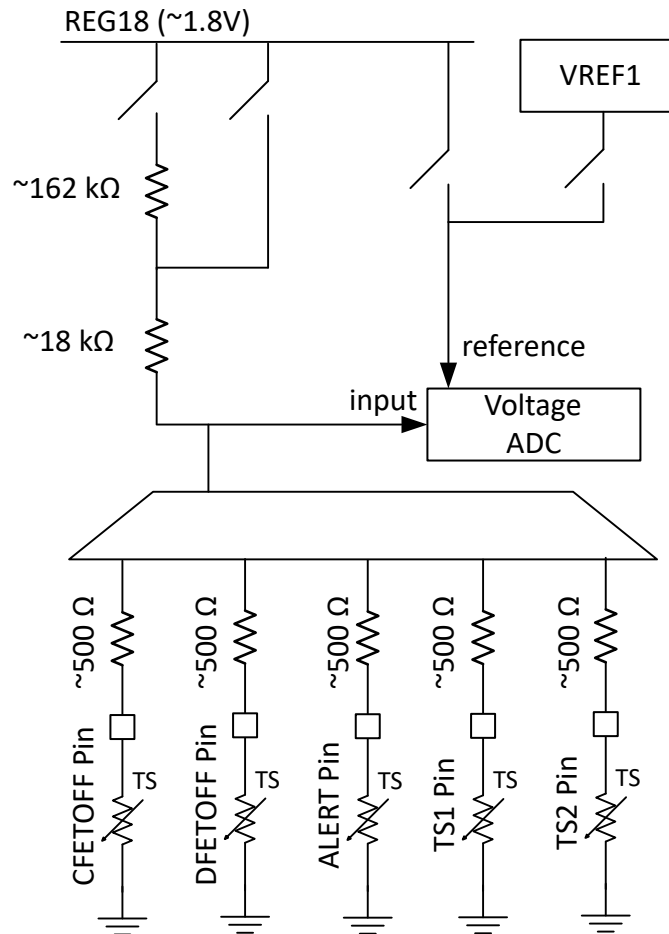 REG18 (~1.8V)
VREF1
~162 kΩ
~18 kΩ
reference
input
Voltage
ADC
~500 Ω
~500 Ω
~500 Ω
~500 Ω
~500 Ω
CFETOFF Pin
TS
DFETOFF Pin
TS
ALERT Pin
TS
TS1 Pin
TS
TS2 Pin
TS